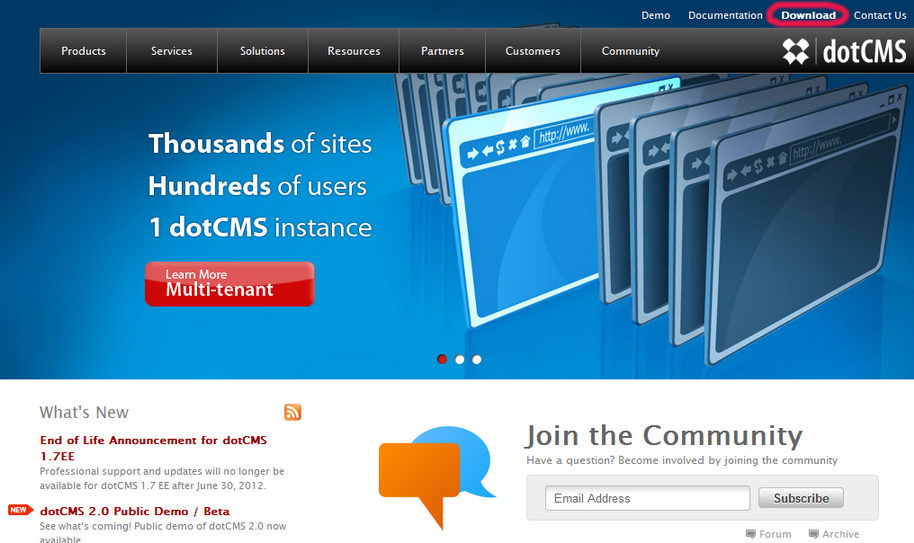 Demo Documentation Download Contact Us
Products Services Solutions Resources Partners Customers Community
dotCMS
http://www.
http://www.
Thousands of sites
Hundreds of users
1 dotCMS instance
Learn More
Multi-tenant
What's New
End of Life Announcement for dotCMS
1.7EE
Professional support and updates will no longer be
available for dotCMS 1.7 EE after June 30, 2012.
NEW dotCMS 2.0 Public Demo / Beta
See what's coming! Public demo of dotCMS 2.0 now
available
Join the Community
Have a question? Become involved by joining the community
Email Address Subscribe
Forum Archive